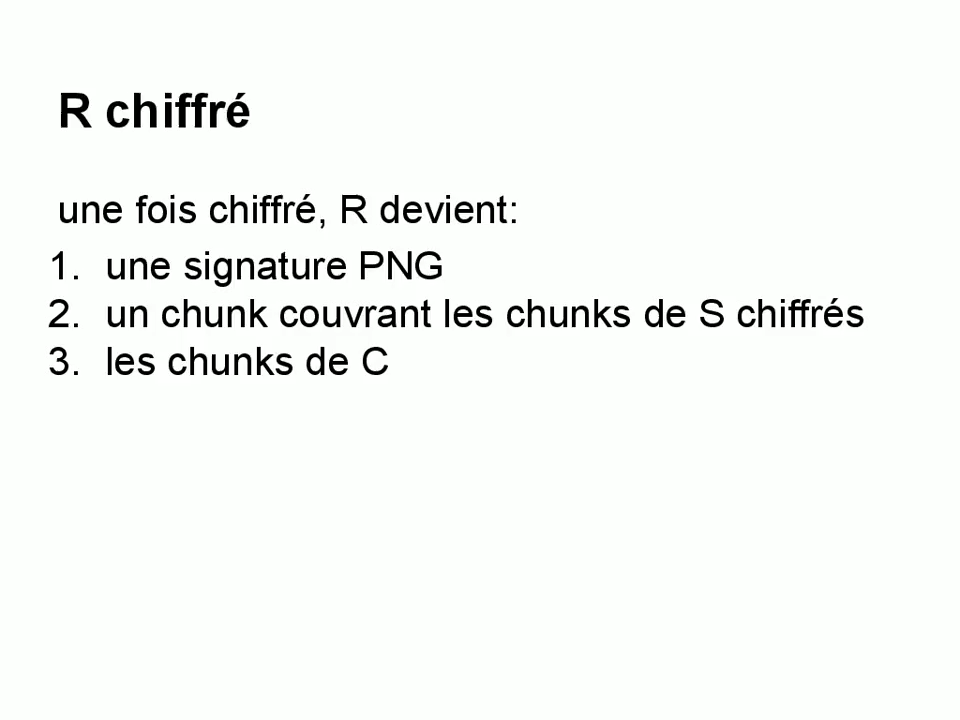 R chiffré
une fois chiffré, R devient:
1. une signature PNG
2. un chunk couvrant les chunks de S chiffrés
3. les chunks de C